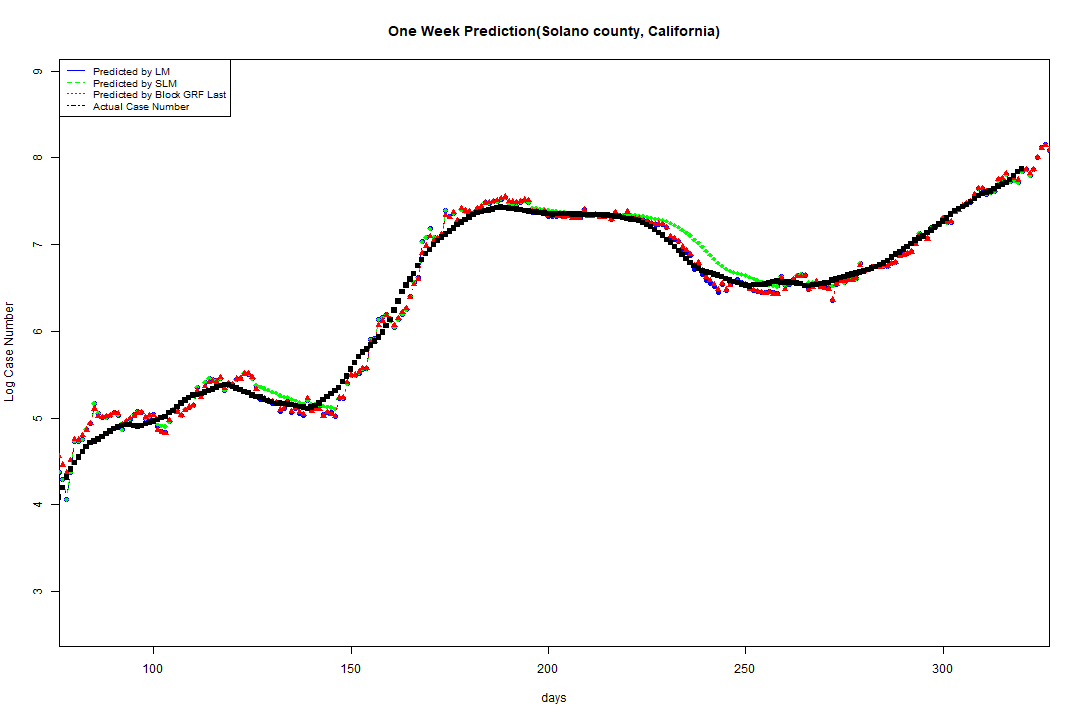 One Week Prediction(Solano county, California)
Predicted by LM
Predicted by SLM
Predicted by Block GRF Last
Actual Case Number
9
8
7
6
5
4
3
Log Case Number
100 150 200 250 300
days